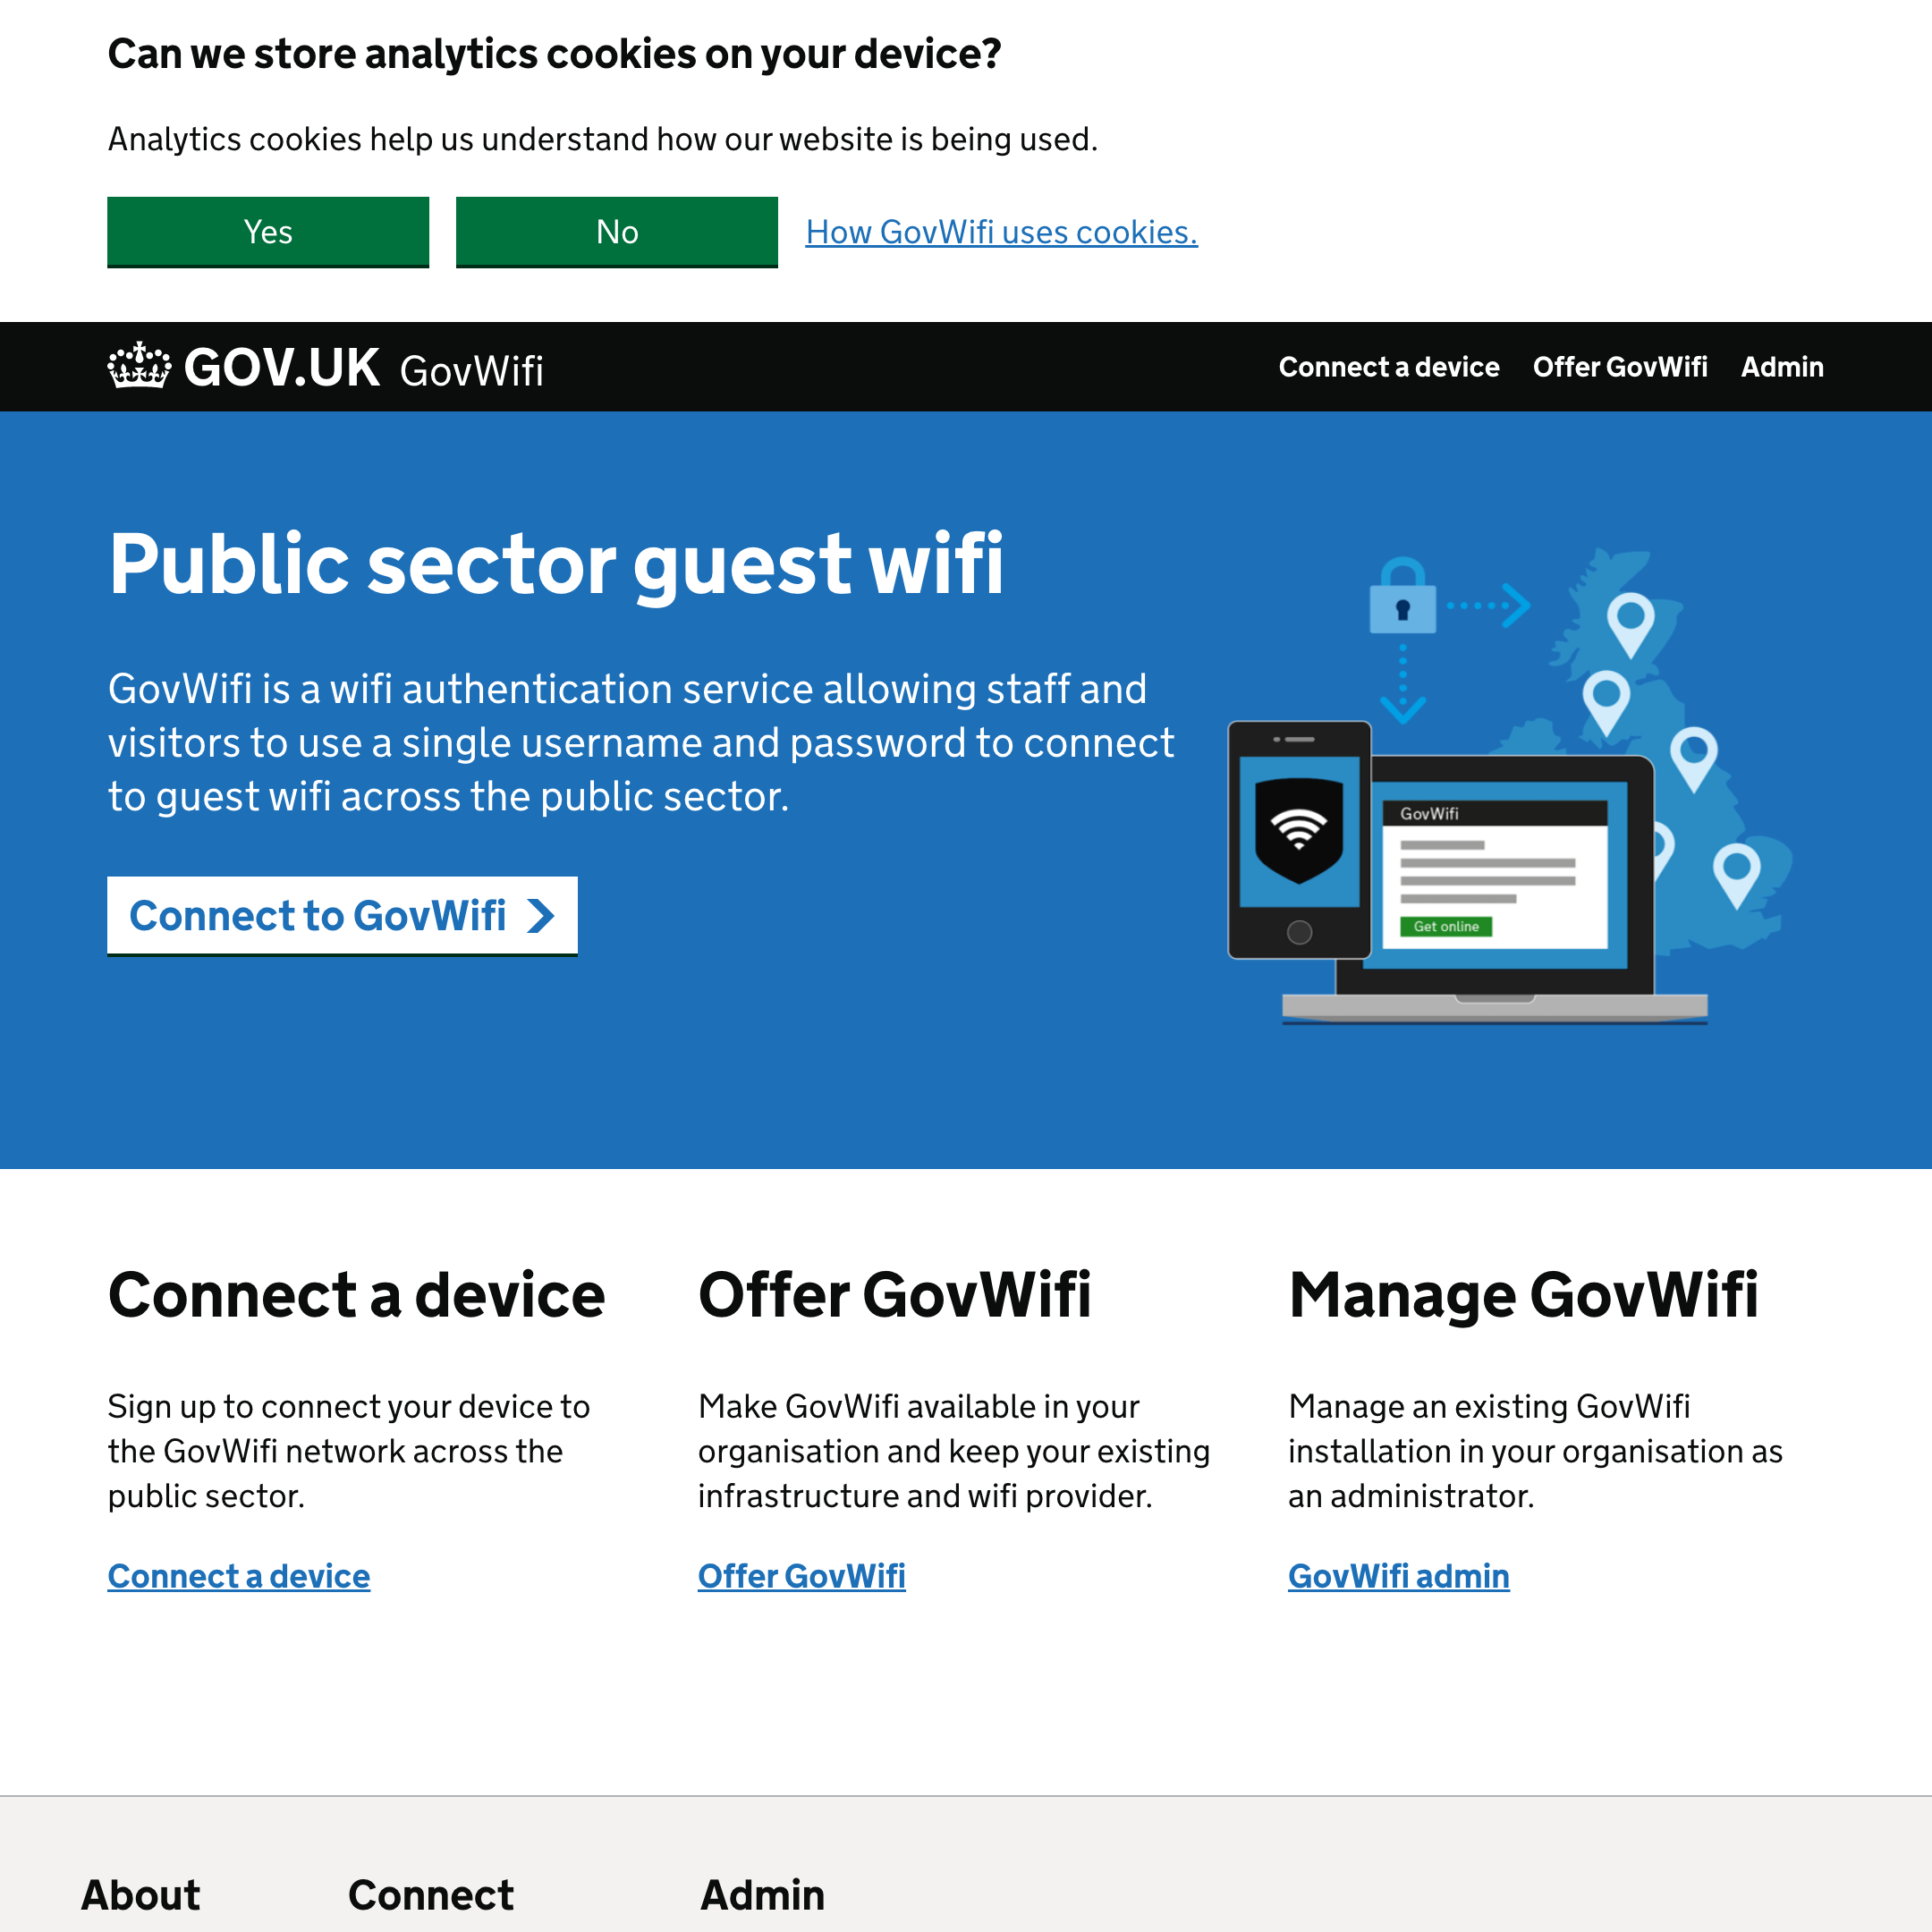 Can we store analytics cookies on your device?
Analytics cookies help us understand how our website is being used.
Yes
No
How GovWifi uses cookies.
GOV.UK GovWifi
Connect a device
Offer GovWifi
Admin
Public sector guest wifi
GovWifi is a wifi authentication service allowing staff and
visitors to use a single username and password to connect
to guest wifi across the public sector.
Connect to GovWifi
GovWifi
Get online
Connect a device
Sign up to connect your device to
the GovWifi network across the
public sector.
Connect a device
Offer GovWifi
Make GovWifi available in your
organisation and keep your existing
infrastructure and wifi provider.
Offer GovWifi
Manage GovWifi
Manage an existing GovWifi
installation in your organisation as
an administrator.
GovWifi admin
About
Connect
Admin